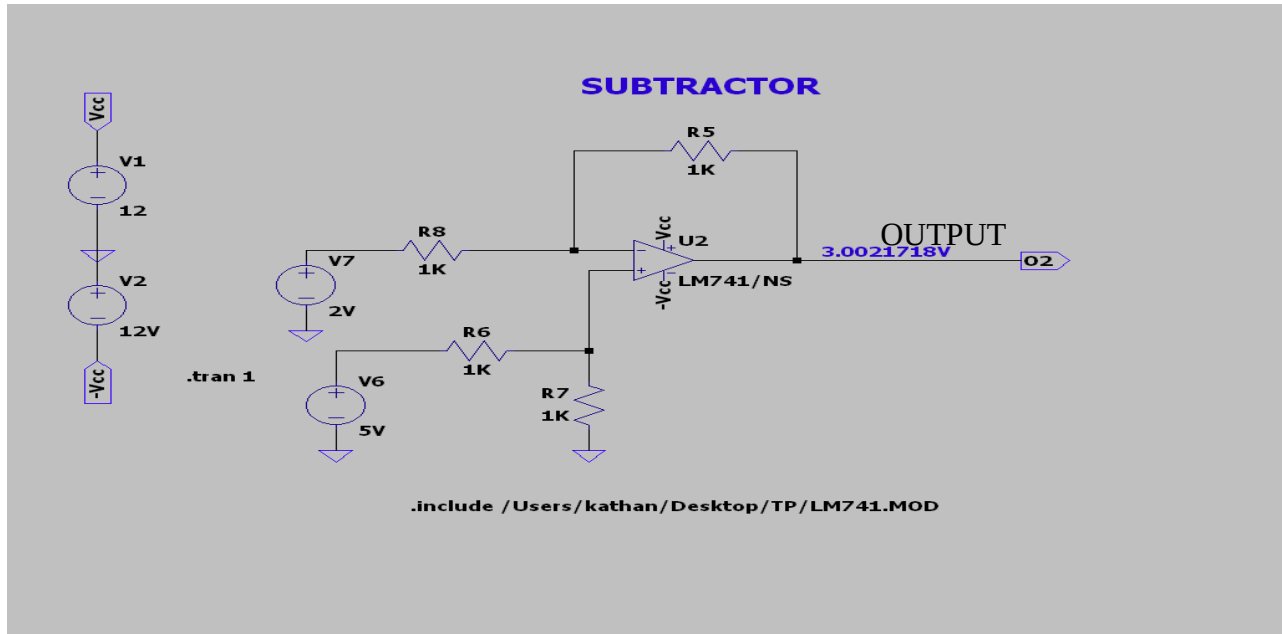 SUBTRACTOR
Vcc
V1
12
V2
12V
-Vcc
.tran 1
R5
1K
R8
1K
V7
2V
Vcc
U2
LM741/NS
-Vcc
OUTPUT
3.0021718V
O2
R6
1K
V6
5V
R7
1K
.include /Users/kathan/Desktop/TP/LM741.MOD